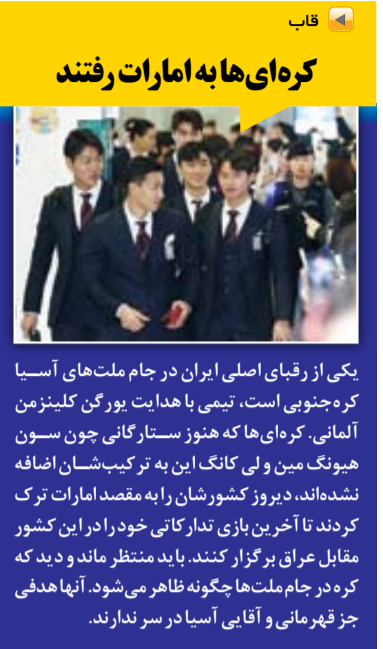 قاب
کره‌ای‌ها به امارات رفتند
یکی از رقبای اصلی ایران در جام ملت‌های آسـیا
کره‌جنوبی است، تیمی با هدایت یورگن کلینزمن
آلمانی. کره‌ای‌ها که هنوز سـتارگانی چون سـون
هیونگ مین و لی کانگ این به ترکیب‌شـان اضافه
نشده‌اند، دیروز کشورشان را به مقصد امارات ترک
کردند تا آخرین بازی تدارکاتی خود را در این کشور
مقابل عراق برگزار کنند. باید منتظر ماند و دید که
کره در جام ملت‌ها چگونه ظاهر می‌شود. آنها هدفی
جز قهرمانی و آقایی آسیا در سر ندارند.